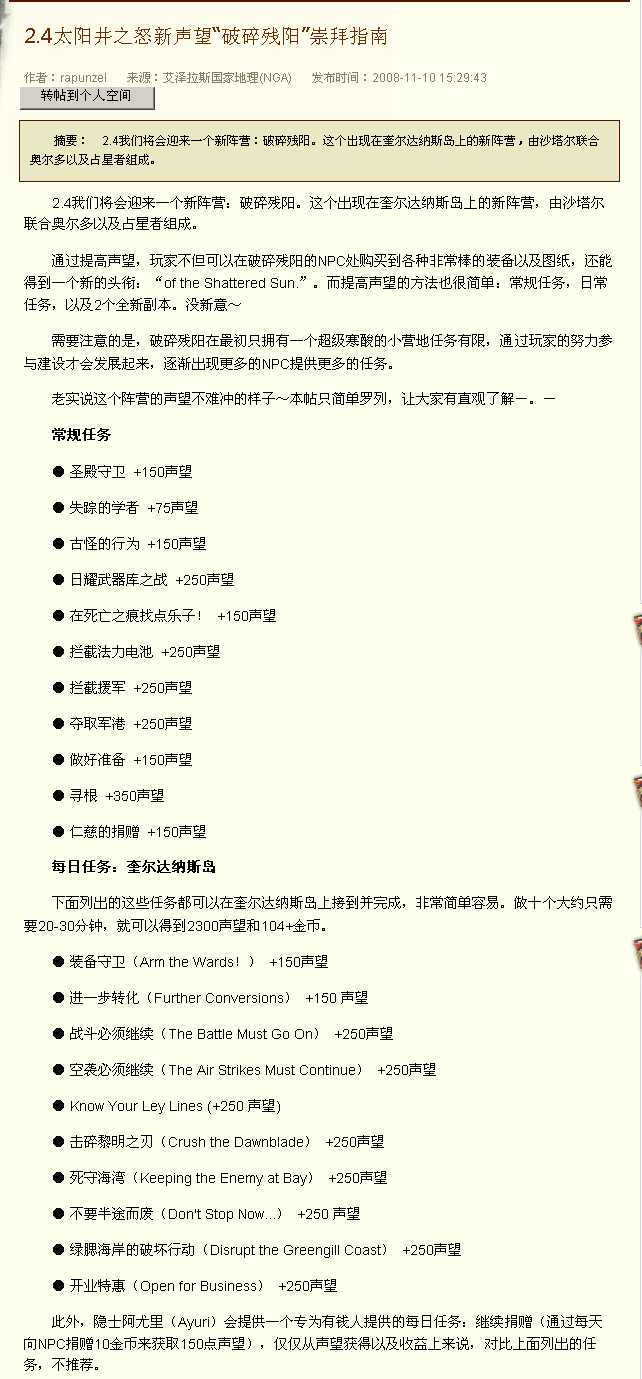 2.4太阳井之怒新声望“破碎残阳”崇拜指南
作者：rapunzel 来源：艾泽拉斯国家地理(NGA) 发布时间：2008-11-10 15:29:43
转帖到个人空间
摘要： 2.4我们将会迎来一个新阵营：破碎残阳。这个出现在奎尔达纳斯岛上的新阵营，由沙塔尔联合
奥尔多以及占星者组成。
2.4我们将会迎来一个新阵营：破碎残阳。这个出现在奎尔达纳斯岛上的新阵营，由沙塔尔
联合奥尔多以及占星者组成。
通过提高声望，玩家不但可以在破碎残阳的NPC处购买到各种非常棒的装备以及图纸，还能
得到一个新的头衔：“of the Shattered Sun.”。而提高声望的方法也很简单：常规任务，日常
任务，以及2个全新副本。没新意～
需要注意的是，破碎残阳在最初只拥有一个超级寒酸的小营地任务有限，通过玩家的努力参
与建设才会发展起来，逐渐出现更多的NPC提供更多的任务。
老实说这个阵营的声望不难冲的样子～本帖只简单罗列，让大家有直观了解－。－
常规任务
● 圣殿守卫 +150声望
● 失踪的学者 +75声望
● 古怪的行为 +150声望
● 日耀武器库之战 +250声望
● 在死亡之痕找点乐子！ +150声望
● 拦截法力电池 +250声望
● 拦截援军 +250声望
● 夺取军港 +250声望
● 做好准备 +150声望
● 寻根 +350声望
● 仁慈的捐赠 +150声望
每日任务：奎尔达纳斯岛
下面列出的这些任务都可以在奎尔达纳斯岛上接到并完成，非常简单容易。做十个大约只需
要20-30分钟，就可以得到2300声望和104+金币。
● 装备守卫（Arm the Wards！） +150声望
● 进一步转化（Further Conversions） +150 声望
● 战斗必须继续（The Battle Must Go On） +250声望
● 空袭必须继续（The Air Strikes Must Continue） +250声望
● Know Your Ley Lines (+250 声望)
● 击碎黎明之刃（Crush the Dawnblade） +250声望
● 死守海湾（Keeping the Enemy at Bay） +250声望
● 不要半途而废（Don't Stop Now...） +250 声望
● 绿腮海岸的破坏行动（Disrupt the Greengill Coast） +250声望
● 开业特惠（Open for Business） +250声望
此外，隐士阿尤里（Ayuri）会提供一个专为有钱人提供的每日任务：继续捐赠（通过每天
向NPC捐赠10金币来获取150点声望），仅仅从声望获得以及收益上来说，对比上面列出的任
务，不推荐。